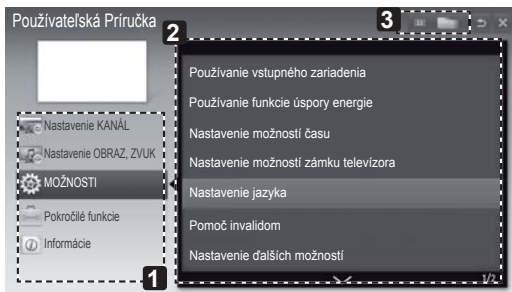 Používateľská Príručka
3
2
Nastavenie KANÁL
Nastavenie OBRAZ, ZVUK
MOŽNOSTI
Pokročilé funkcie
Informácie
1
Používanie vstupného zariadenia
Používanie funkcie úspory energie
Nastavenie možností času
Nastavenie možností zámku televízora
Nastavenie jazyka
Pomoč invalidom
Nastavenie ďalších možností
1/2